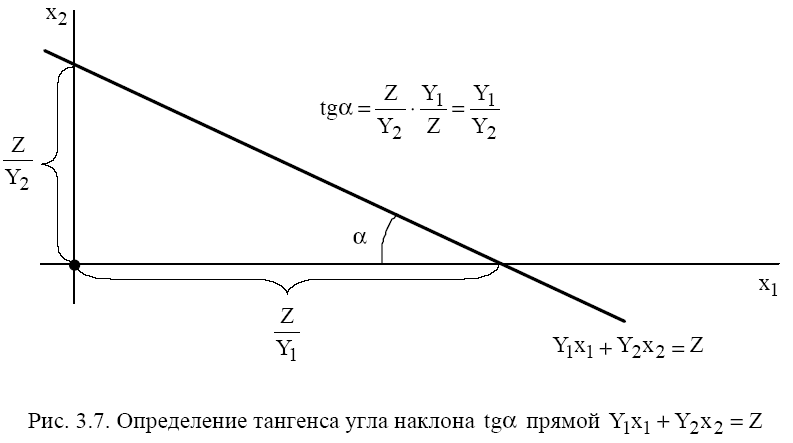 x₂
tgα = Z/Y₂ · Y₁/Z = Y₁/Y₂
Z/Y₂
α
x₁
Z/Y₁
Y₁x₁ + Y₂x₂ = Z
Рис. 3.7. Определение тангенса угла наклона tgα прямой Y₁x₁ + Y₂x₂ = Z